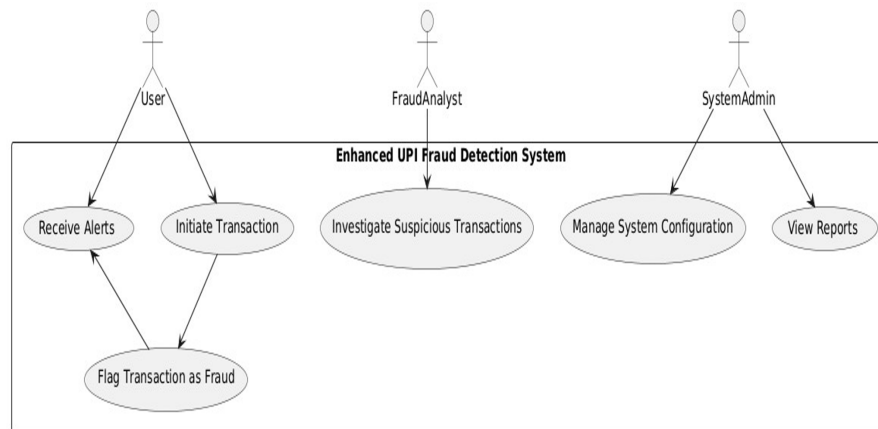 User
FraudAnalyst
SystemAdmin
Enhanced UPI Fraud Detection System
Receive Alerts
Initiate Transaction
Investigate Suspicious Transactions
Manage System Configuration
View Reports
Flag Transaction as Fraud